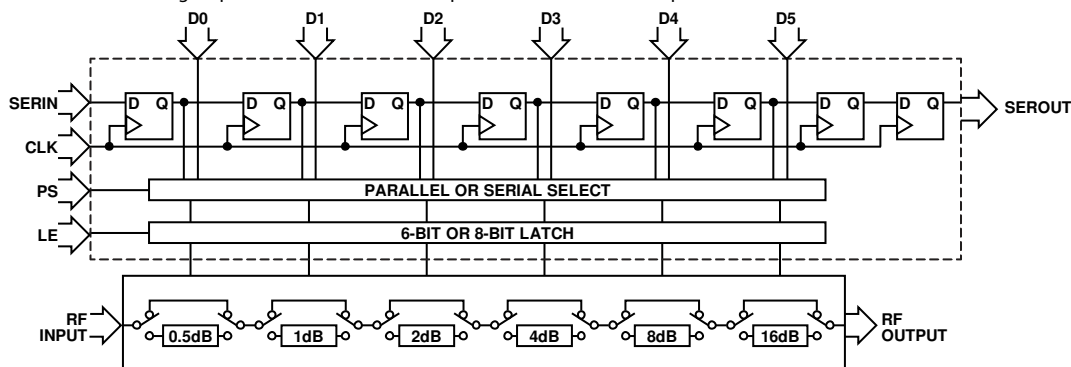 D0 D1 D2 D3 D4 D5
SERIN D Q D Q D Q D Q D Q D Q D Q D Q SEROUT
CLK
PS PARALLEL OR SERIAL SELECT
LE 6-BIT OR 8-BIT LATCH
RF INPUT 0.5dB 1dB 2dB 4dB 8dB 16dB RF OUTPUT